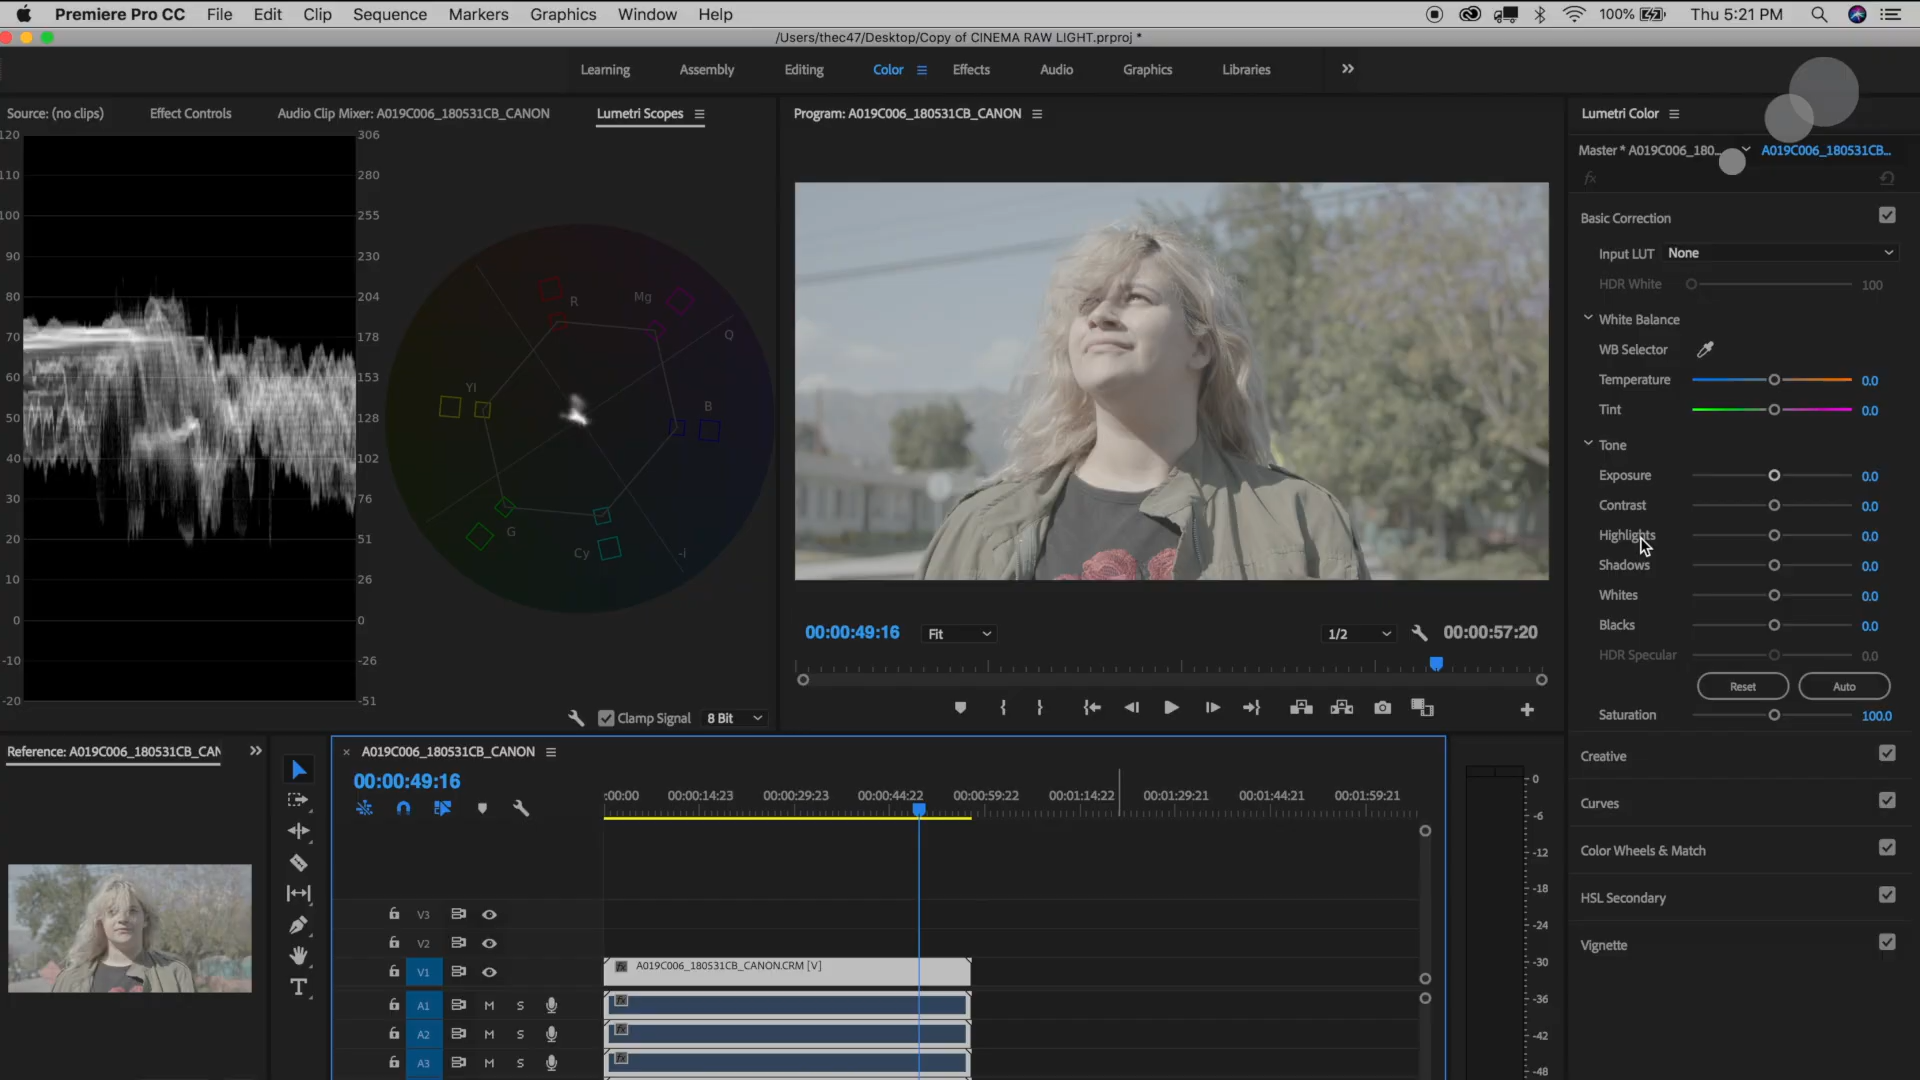 Premiere Pro CC File Edit Clip Sequence Markers Graphics Window Help 100% Thu 5:21 PM
/Users/thec47/Desktop/Copy of CINEMA RAW LIGHT.prproj *
Learning Assembly Editing Color Effects Audio Graphics Libraries
Source: (no clips) Effect Controls Audio Clip Mixer: A019C006_180531CB_CANON Lumetri Scopes
Program: A019C006_180531CB_CANON
Lumetri Color
Master * A019C006_180... A019C006_180531CB...
fx
Basic Correction
Input LUT None
HDR White 100
White Balance
WB Selector
Temperature 0.0
Tint 0.0
Tone
Exposure 0.0
Contrast 0.0
Highlights 0.0
Shadows 0.0
Whites 0.0
Blacks 0.0
HDR Specular 0.0
Reset Auto
Saturation 100.0
Creative
Curves
Color Wheels & Match
HSL Secondary
Vignette
120 306
110 280
100 255
90 230
80 204
70 178
60 153
50 128
40 102
30 76
20 51
10 26
0 0
-10 -26
-20 -51
R Mg
Q
Yl B
G Cy -i
Clamp Signal 8 Bit
00:00:49:16 Fit 1/2 00:00:57:20
Reference: A019C006_180531CB_CAN
× A019C006_180531CB_CANON
00:00:49:16
:00:00 00:00:14:23 00:00:29:23 00:00:44:22 00:00:59:22 00:01:14:22 00:01:29:21 00:01:44:21 00:01:59:21
V3
V2
V1 fx A019C006_180531CB_CANON.CRM [V]
A1 M S fx
A2 M S fx
A3 M S fx
T
0
-6
-12
-18
-24
-30
-36
-42
-48